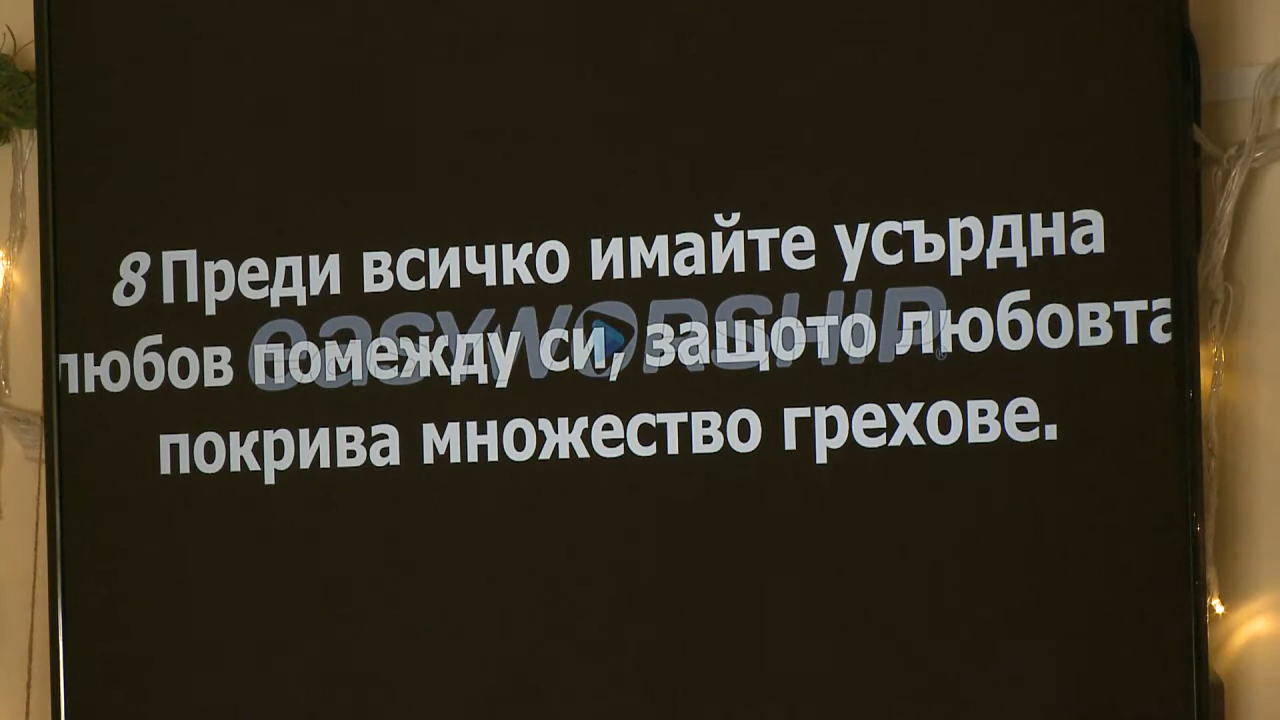 8 Преди всичко имайте усърдна
любов помежду си, защото любовта
покрива множество грехове.
easyWORSHIP®